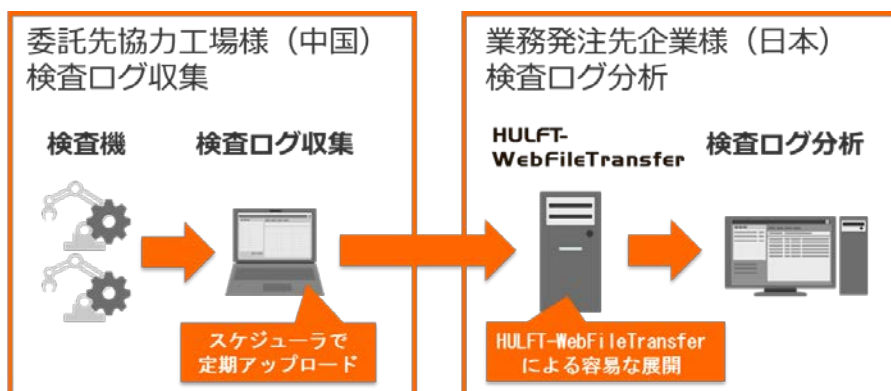 委託先協力工場様（中国）
検査ログ収集
検査機
検査ログ収集
スケジューラで
定期アップロード
業務発注先企業様（日本）
検査ログ分析
HULFT-
WebFileTransfer
検査ログ分析
HULFT-WebFileTransfer
による容易な展開